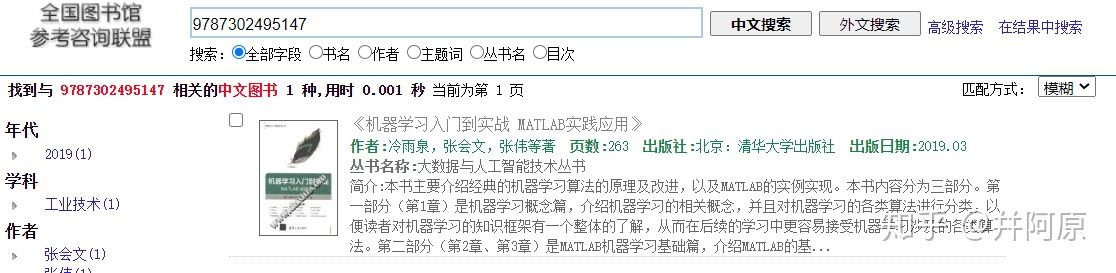 全国图书馆
参考咨询联盟
9787302495147
中文搜索
外文搜索
高级搜索 在结果中搜索
搜索：全部字段 书名 作者 主题词 丛书名 目次
找到与 9787302495147 相关的中文图书 1 种,用时 0.001 秒 当前为第 1 页
匹配方式： 模糊
年代
2019(1)
学科
工业技术(1)
作者
张会文(1)
张伟(1)
机器学习入门到实战
《机器学习入门到实战 MATLAB实践应用》
作者:冷雨泉，张会文，张伟等著 页数:263 出版社:北京：清华大学出版社 出版日期:2019.03
丛书名称:大数据与人工智能技术丛书
简介:本书主要介绍经典的机器学习算法的原理及改进，以及MATLAB的实例实现。本书内容分为三部分。第
一部分（第1章）是机器学习概念篇，介绍机器学习的相关概念，并且对机器学习的各类算法进行分类，以
便读者对机器学习的知识框架有一个整体的了解，从而在后续的学习中更容易接受机器学习涉及的各种算
法。第二部分（第2章、第3章）是MATLAB机器学习基础篇，介绍MATLAB的基...
知乎 @并阿原